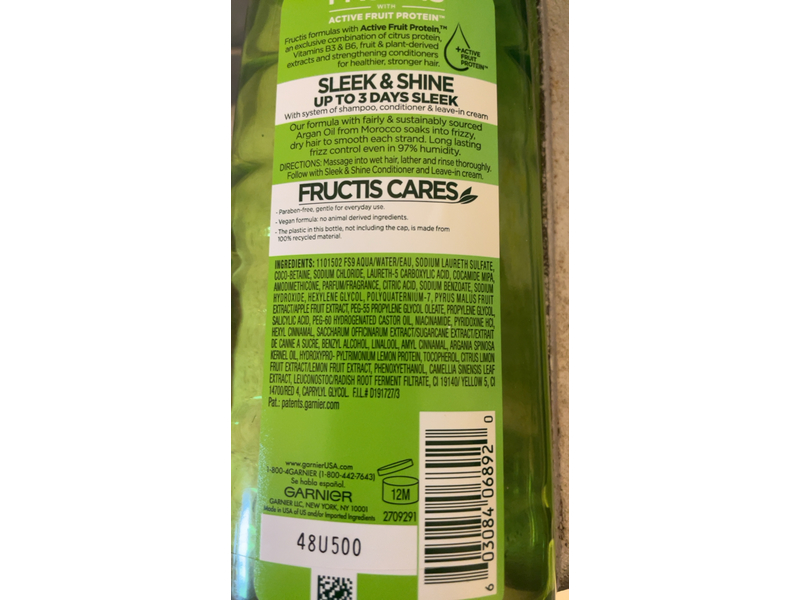 WITH
ACTIVE FRUIT PROTEIN™
Fructis formulas with Active Fruit Protein,™
an exclusive combination of citrus protein,
Vitamins B3 & B6, fruit & plant-derived
extracts and strengthening conditioners
for healthier, stronger hair.
+ACTIVE
FRUIT
PROTEIN™
SLEEK & SHINE
UP TO 3 DAYS SLEEK
With system of shampoo, conditioner & leave-in cream
Our formula with fairly & sustainably sourced
Argan Oil from Morocco soaks into frizzy,
dry hair to smooth each strand. Long lasting
frizz control even in 97% humidity.
DIRECTIONS: Massage into wet hair, lather and rinse thoroughly.
Follow with Sleek & Shine Conditioner and Leave-in cream.
FRUCTIS CARES
- Paraben-free, gentle for everyday use.
- Vegan formula: no animal derived ingredients.
- The plastic in this bottle, not including the cap, is made from
100% recycled material.
INGREDIENTS: 1101502 FS9 AQUA/WATER/EAU, SODIUM LAURETH SULFATE,
COCO-BETAINE, SODIUM CHLORIDE, LAURETH-5 CARBOXYLIC ACID, COCAMIDE MIPA,
AMODIMETHICONE, PARFUM/FRAGRANCE, CITRIC ACID, SODIUM BENZOATE, SODIUM
HYDROXIDE, HEXYLENE GLYCOL, POLYQUATERNIUM-7, PYRUS MALUS FRUIT
EXTRACT/APPLE FRUIT EXTRACT, PEG-55 PROPYLENE GLYCOL OLEATE, PROPYLENE GLYCOL,
SALICYLIC ACID, PEG-60 HYDROGENATED CASTOR OIL, NIACINAMIDE, PYRIDOXINE HCl,
HEXYL CINNAMAL, SACCHARUM OFFICINARUM EXTRACT/SUGARCANE EXTRACT/EXTRAIT
DE CANNE A SUCRE, BENZYL ALCOHOL, LINALOOL, AMYL CINNAMAL, ARGANIA SPINOSA
KERNEL OIL, HYDROXYPRO- PYLTRIMONIUM LEMON PROTEIN, TOCOPHEROL, CITRUS LIMON
FRUIT EXTRACT/LEMON FRUIT EXTRACT, PHENOXYETHANOL, CAMELLIA SINENSIS LEAF
EXTRACT, LEUCONOSTOC/RADISH ROOT FERMENT FILTRATE, CI 19140/ YELLOW 5, CI
14700/RED 4, CAPRYLYL GLYCOL. F.I.L.# D191727/3
Pat.: patents.garnier.com
www.garnierUSA.com
1-800-4GARNIER (1-800-442-7643)
Se habla español.
GARNIER
GARNIER LLC, NEW YORK, NY 10001
Made in USA of US and/or Imported Ingredients
12M
2709291
48U500
6 03084 06892 0